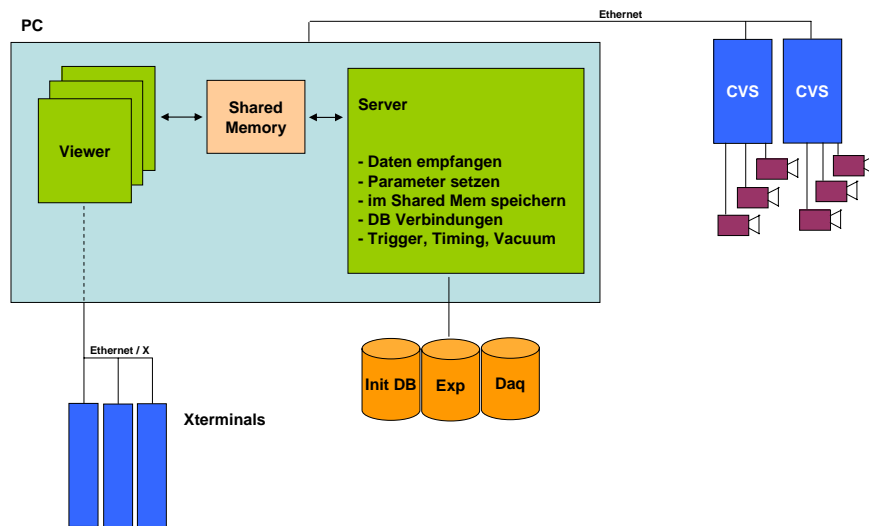 Ethernet
PC
CVS
CVS
Shared
Memory
Server
Viewer
- Daten empfangen
- Parameter setzen
- im Shared Mem speichern
- DB Verbindungen
- Trigger, Timing, Vacuum
Ethernet / X
Init DB
Exp
Daq
Xterminals